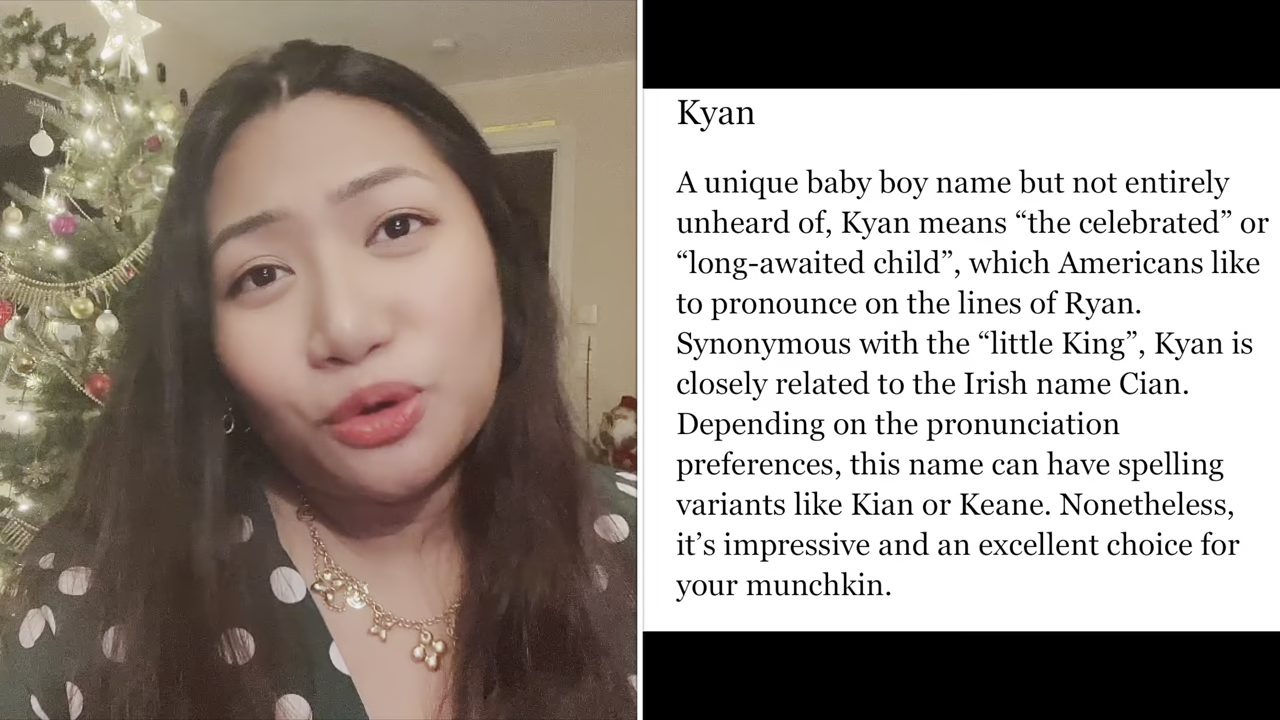 Kyan
A unique baby boy name but not entirely
unheard of, Kyan means “the celebrated” or
“long-awaited child”, which Americans like
to pronounce on the lines of Ryan.
Synonymous with the “little King”, Kyan is
closely related to the Irish name Cian.
Depending on the pronunciation
preferences, this name can have spelling
variants like Kian or Keane. Nonetheless,
it’s impressive and an excellent choice for
your munchkin.